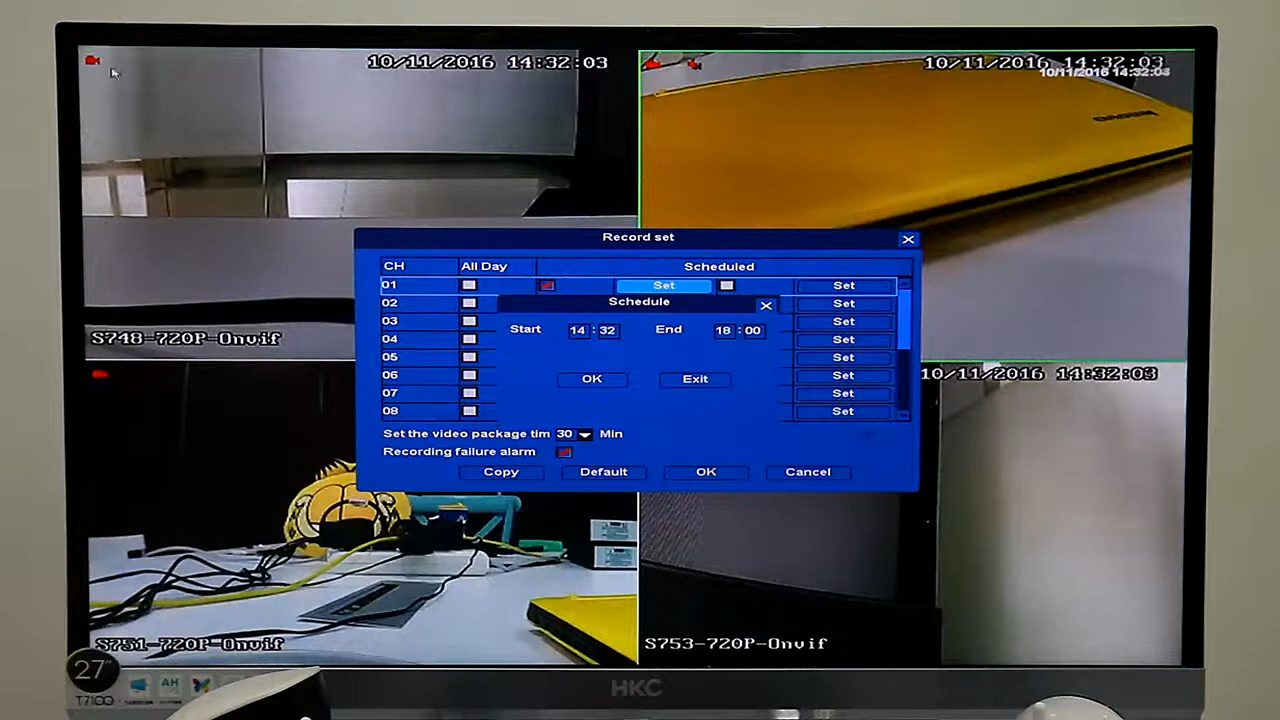 10/11/2016 14:32:03
10/11/2016 14:32:03
10/11/2016 14:32:03
lenovo
Record set
CH All Day Scheduled
01 Set Set
02 Set
03 Set
04 Set
05 Set
06 Set
07 Set
08 Set
Schedule
Start 14 : 32 End 18 : 00
OK Exit
Set the video package tim 30 Min
Recording failure alarm
Copy Default OK Cancel
S748-720P-Onvif
10/11/2016 14:32:03
S751-720P-Onvif
S753-720P-Onvif
27"
T7100
AH
HKC